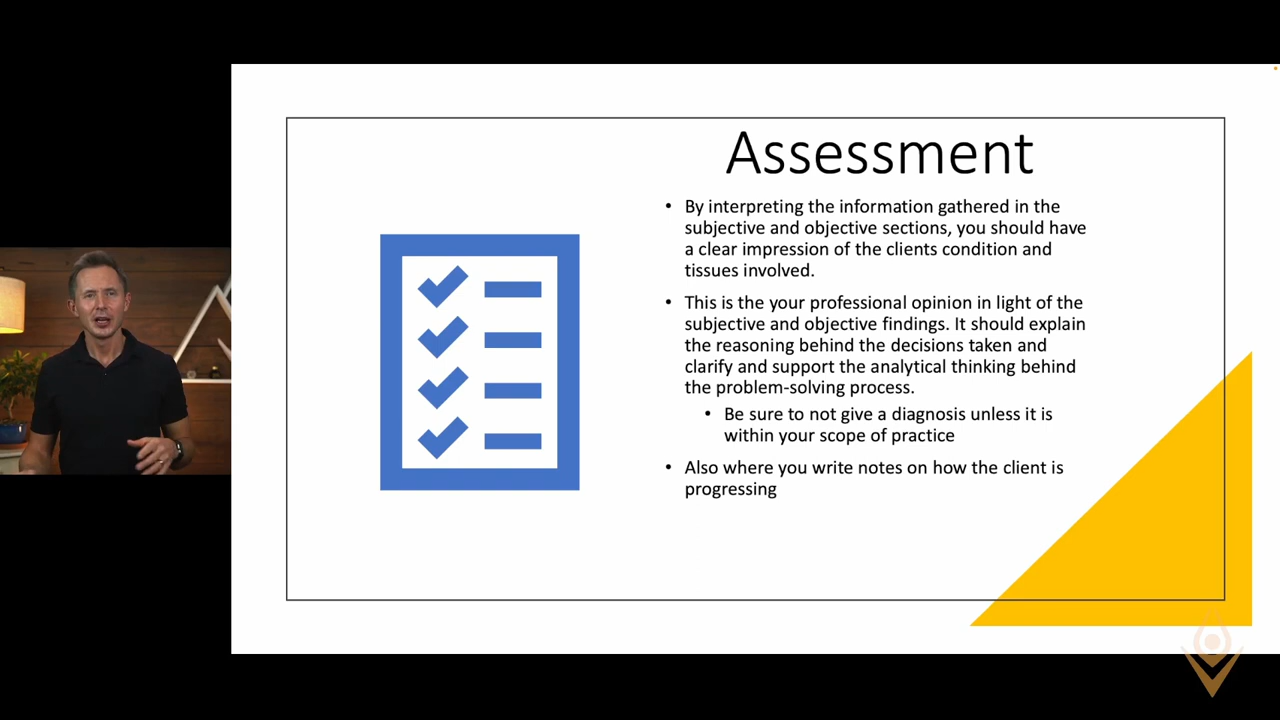 Assessment
• By interpreting the information gathered in the
subjective and objective sections, you should have
a clear impression of the clients condition and
tissues involved.
• This is the your professional opinion in light of the
subjective and objective findings. It should explain
the reasoning behind the decisions taken and
clarify and support the analytical thinking behind
the problem-solving process.
• Be sure to not give a diagnosis unless it is
within your scope of practice
• Also where you write notes on how the client is
progressing